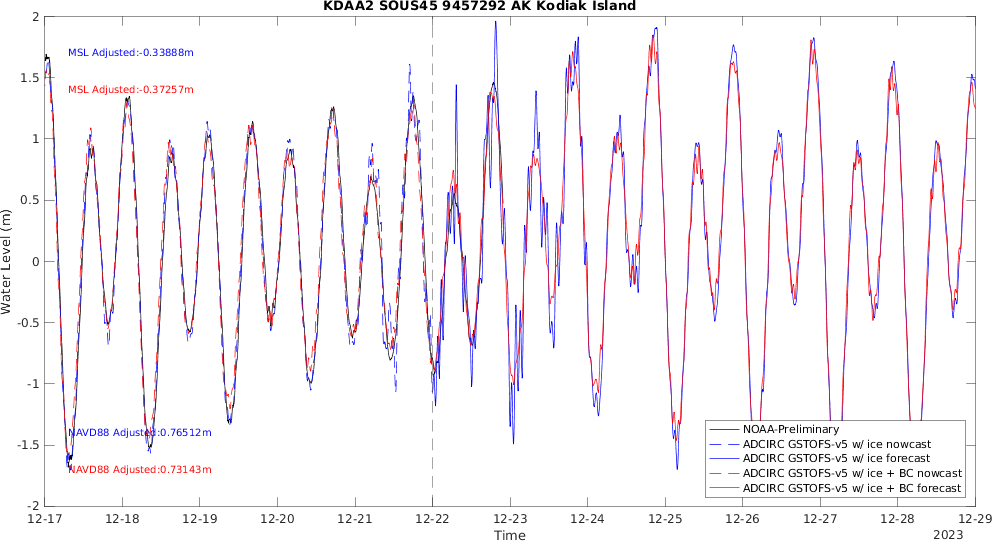 KDAA2 SOUS45 9457292 AK Kodiak Island
MSL Adjusted:-0.33888m
MSL Adjusted:-0.37257m
NAVD88 Adjusted:0.76512m
NAVD88 Adjusted:0.73143m
Water Level (m)
2
1.5
1
0.5
0
-0.5
-1
-1.5
-2
NOAA-Preliminary
ADCIRC GSTOFS-v5 w/ ice nowcast
ADCIRC GSTOFS-v5 w/ ice forecast
ADCIRC GSTOFS-v5 w/ ice + BC nowcast
ADCIRC GSTOFS-v5 w/ ice + BC forecast
12-17 12-18 12-19 12-20 12-21 12-22 12-23 12-24 12-25 12-26 12-27 12-28 12-29
Time
2023